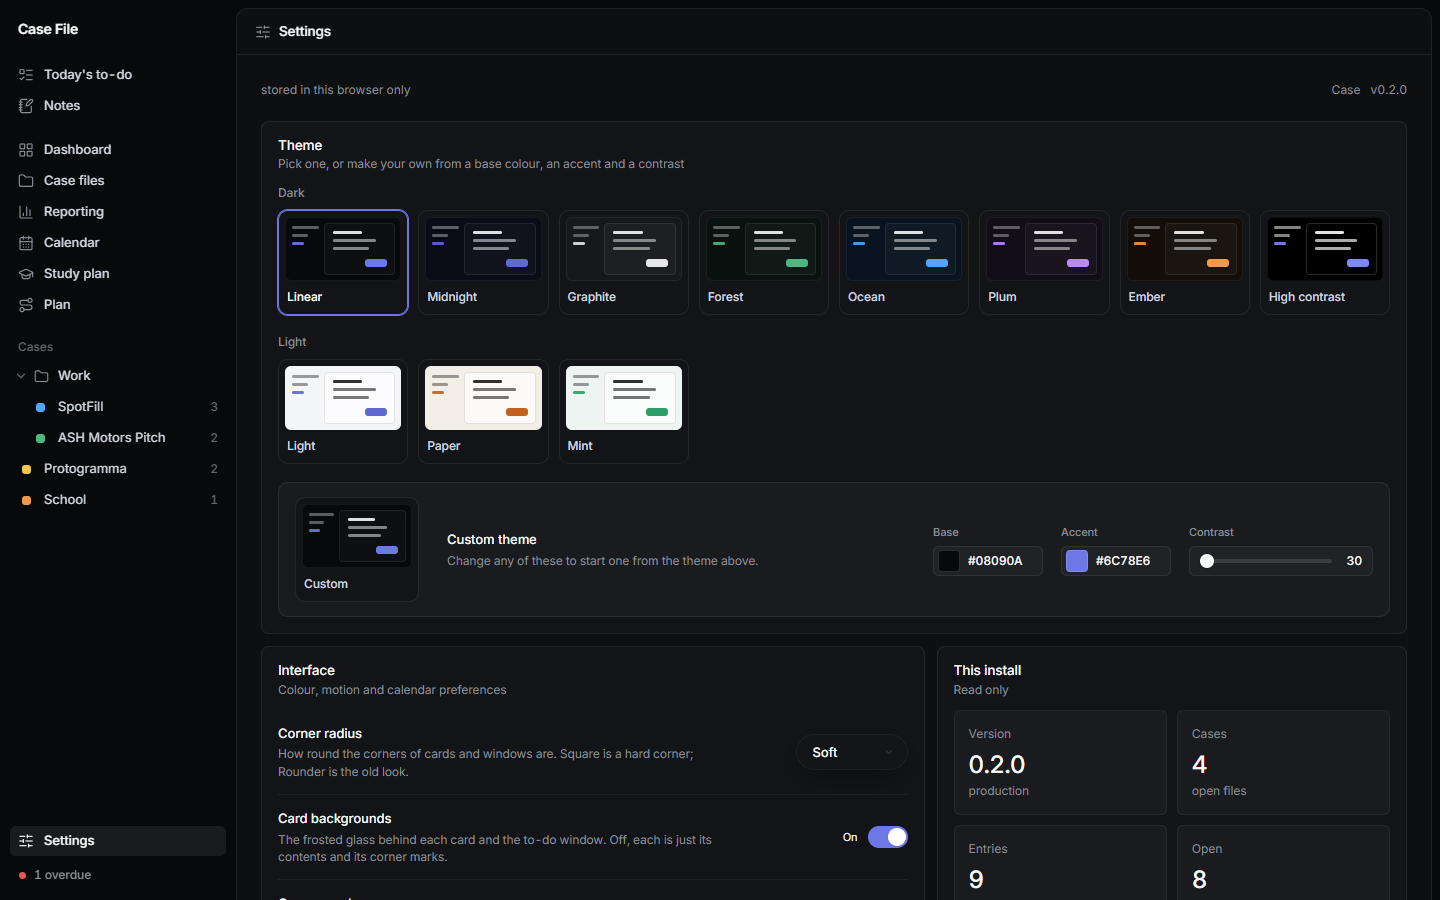 Case File
Settings
Today's to-do
Notes
Dashboard
Case files
Reporting
Calendar
Study plan
Plan
Cases
Work
SpotFill 3
ASH Motors Pitch 2
Protogramma 2
School 1
Settings
1 overdue
stored in this browser only
Case v0.2.0
Theme
Pick one, or make your own from a base colour, an accent and a contrast
Dark
Linear
Midnight
Graphite
Forest
Ocean
Plum
Ember
High contrast
Light
Light
Paper
Mint
Custom
Custom theme
Change any of these to start one from the theme above.
Base
#08090A
Accent
#6C78E6
Contrast
30
Interface
Colour, motion and calendar preferences
Corner radius
How round the corners of cards and windows are. Square is a hard corner;
Rounder is the old look.
Soft
Card backgrounds
The frosted glass behind each card and the to-do window. Off, each is just its
contents and its corner marks.
On
This install
Read only
Version
0.2.0
production
Cases
4
open files
Entries
9
Open
8